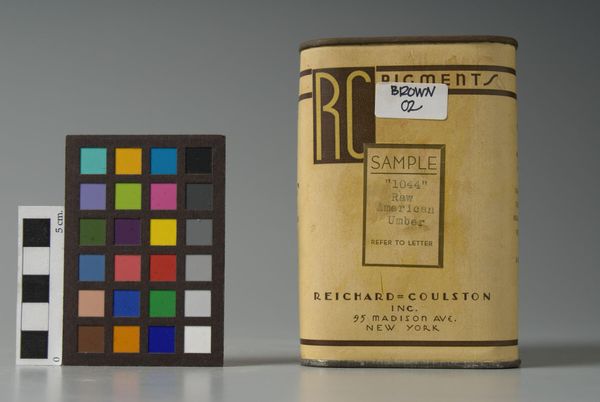 RC PIGMENTS
BROWN
02
SAMPLE
"1044"
Raw
American
Umber
REFER TO LETTER
REICHARD=COULSTON
INC.
95 MADISON AVE.
NEW YORK
5 cm.
0